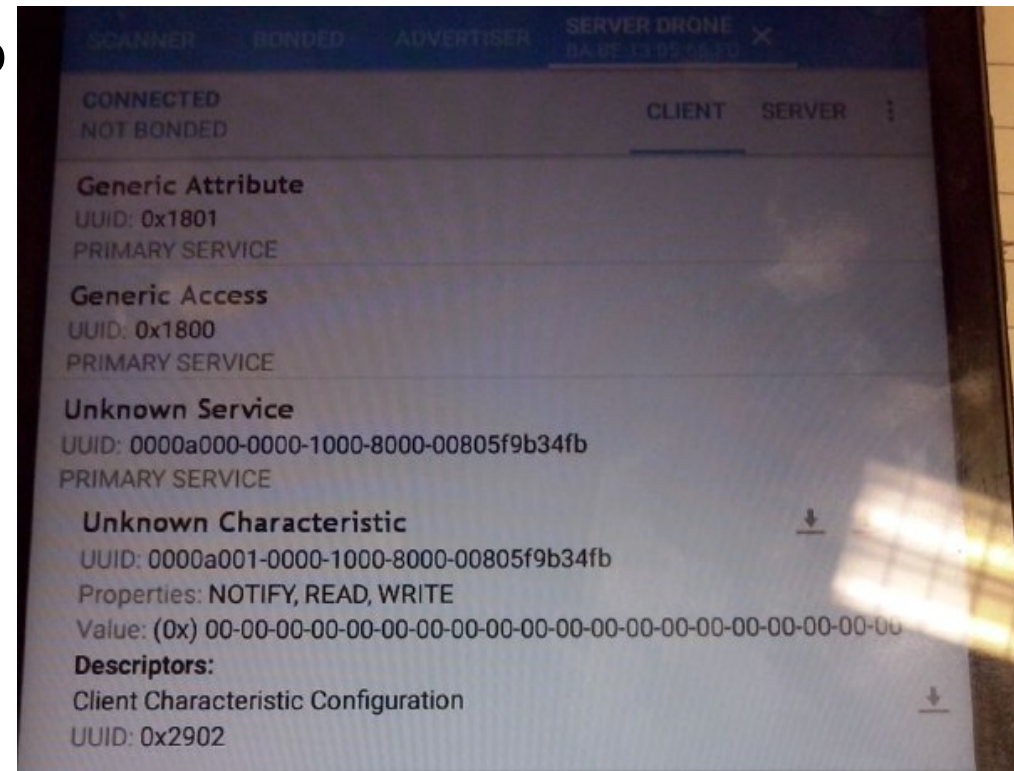 SCANNER BONDED ADVERTISER SERVER DRONE
CONNECTED
NOT BONDED
CLIENT SERVER
Generic Attribute
UUID: 0x1801
PRIMARY SERVICE
Generic Access
UUID: 0x1800
PRIMARY SERVICE
Unknown Service
UUID: 0000a000-0000-1000-8000-00805f9b34fb
PRIMARY SERVICE
Unknown Characteristic
UUID: 0000a001-0000-1000-8000-00805f9b34fb
Properties: NOTIFY, READ, WRITE
Value: (0x) 00-00-00-00-00-00-00-00-00-00-00-00-00-00-00-00-00-00-00-00
Descriptors:
Client Characteristic Configuration
UUID: 0x2902